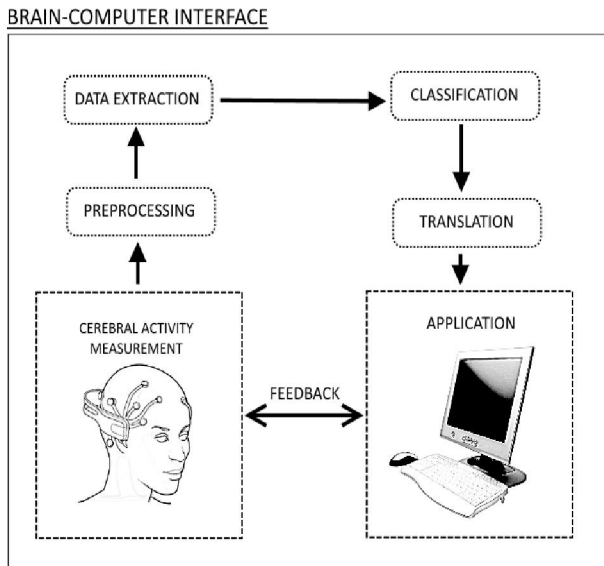 BRAIN-COMPUTER INTERFACE
DATA EXTRACTION
CLASSIFICATION
PREPROCESSING
TRANSLATION
CEREBRAL ACTIVITY
MEASUREMENT
APPLICATION
FEEDBACK